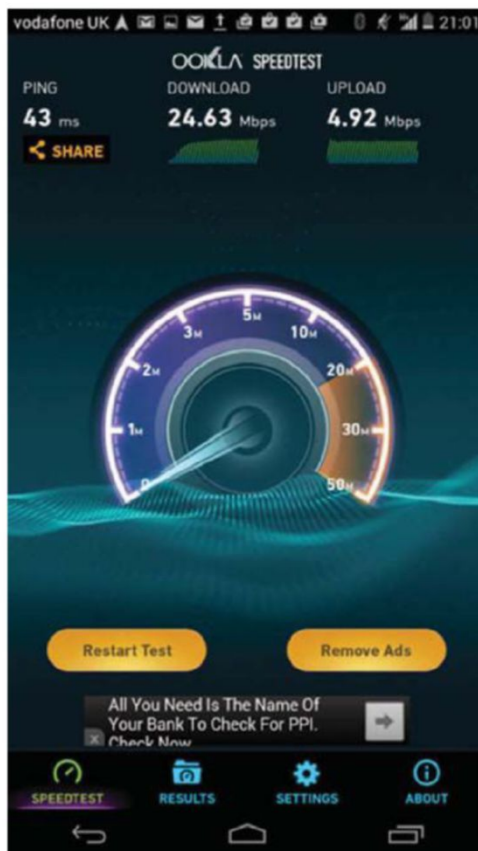 vodafone UK 21:01
OOKLA SPEEDTEST
PING DOWNLOAD UPLOAD
43 ms 24.63 Mbps 4.92 Mbps
SHARE
5M
3M 10M
2M 20M
1M 30M
0 50M
Restart Test Remove Ads
All You Need Is The Name Of
Your Bank To Check For PPI.
Check Now
x
SPEEDTEST RESULTS SETTINGS ABOUT